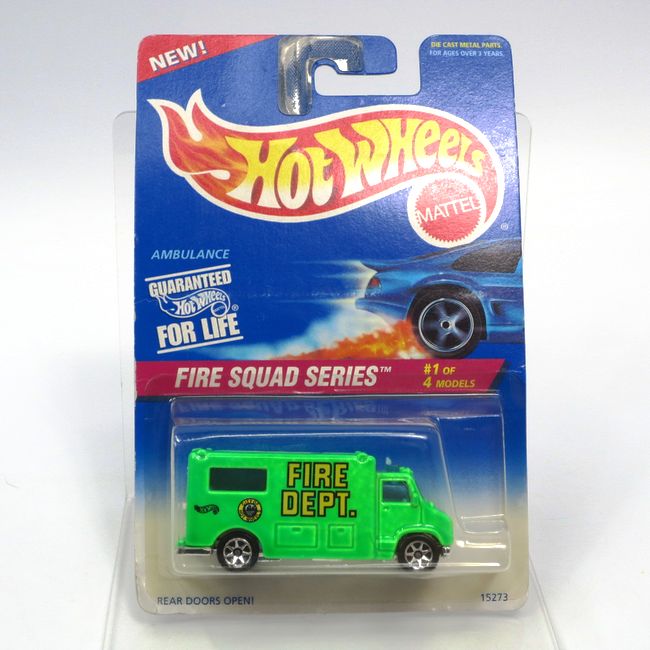 NEW!
DIE CAST METAL PARTS.
FOR AGES OVER 3 YEARS.
HOT WHEELS
MATTEL
®
AMBULANCE
GUARANTEED
HOT WHEELS ®
FOR LIFE
FIRE SQUAD SERIES™
#1 OF
4 MODELS
FIRE
DEPT.
REAR DOORS OPEN!
15273